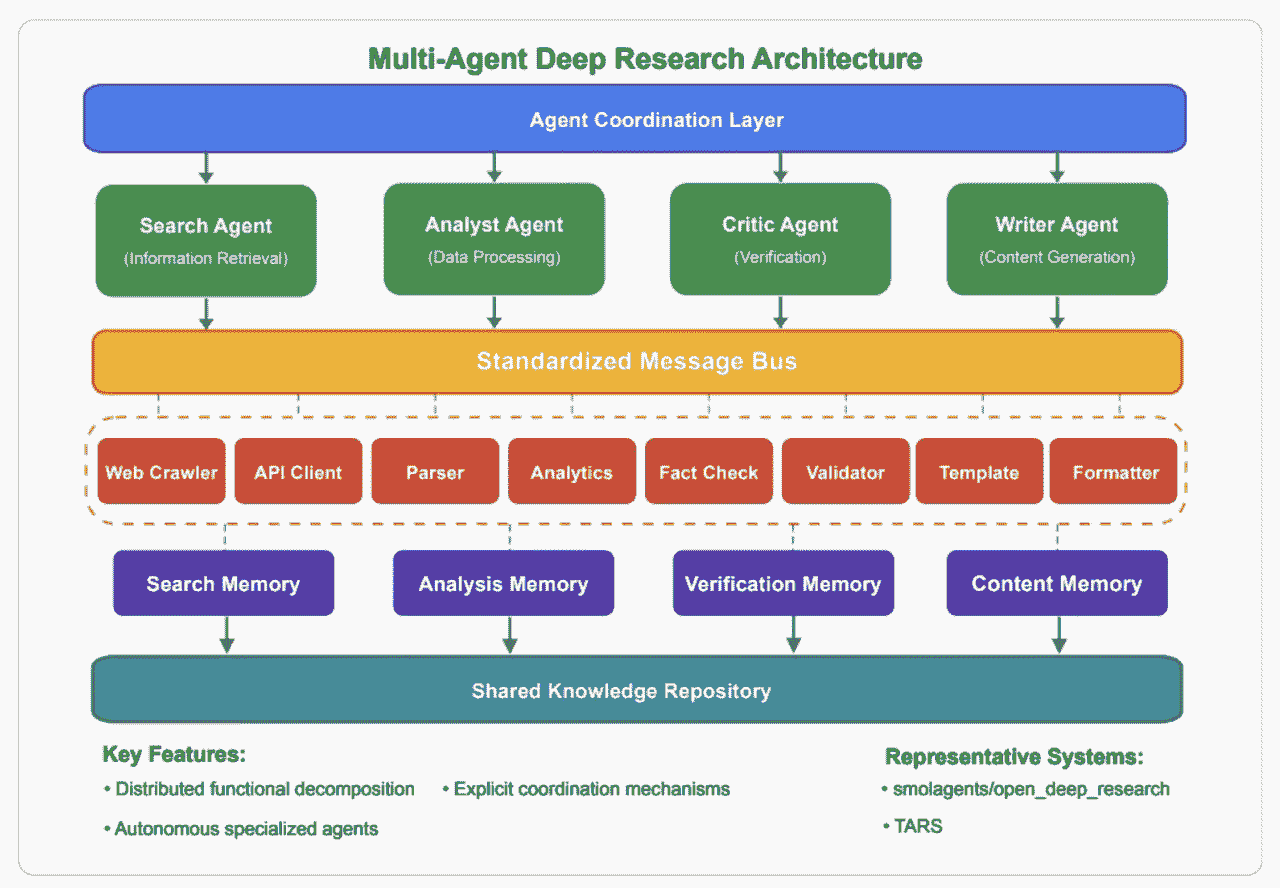 Multi-Agent Deep Research Architecture
Agent Coordination Layer
Search Agent
(Information Retrieval)
Analyst Agent
(Data Processing)
Critic Agent
(Verification)
Writer Agent
(Content Generation)
Standardized Message Bus
Web Crawler
API Client
Parser
Analytics
Fact Check
Validator
Template
Formatter
Search Memory
Analysis Memory
Verification Memory
Content Memory
Shared Knowledge Repository
Key Features:
• Distributed functional decomposition
• Explicit coordination mechanisms
• Autonomous specialized agents
Representative Systems:
• smolagents/open_deep_research
• TARS